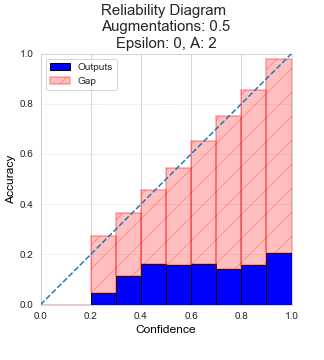 Reliability Diagram
Augmentations: 0.5
Epsilon: 0, A: 2
Outputs
Gap
Accuracy
1.0
0.8
0.6
0.4
0.2
0.0
0.0 0.2 0.4 0.6 0.8 1.0
Confidence